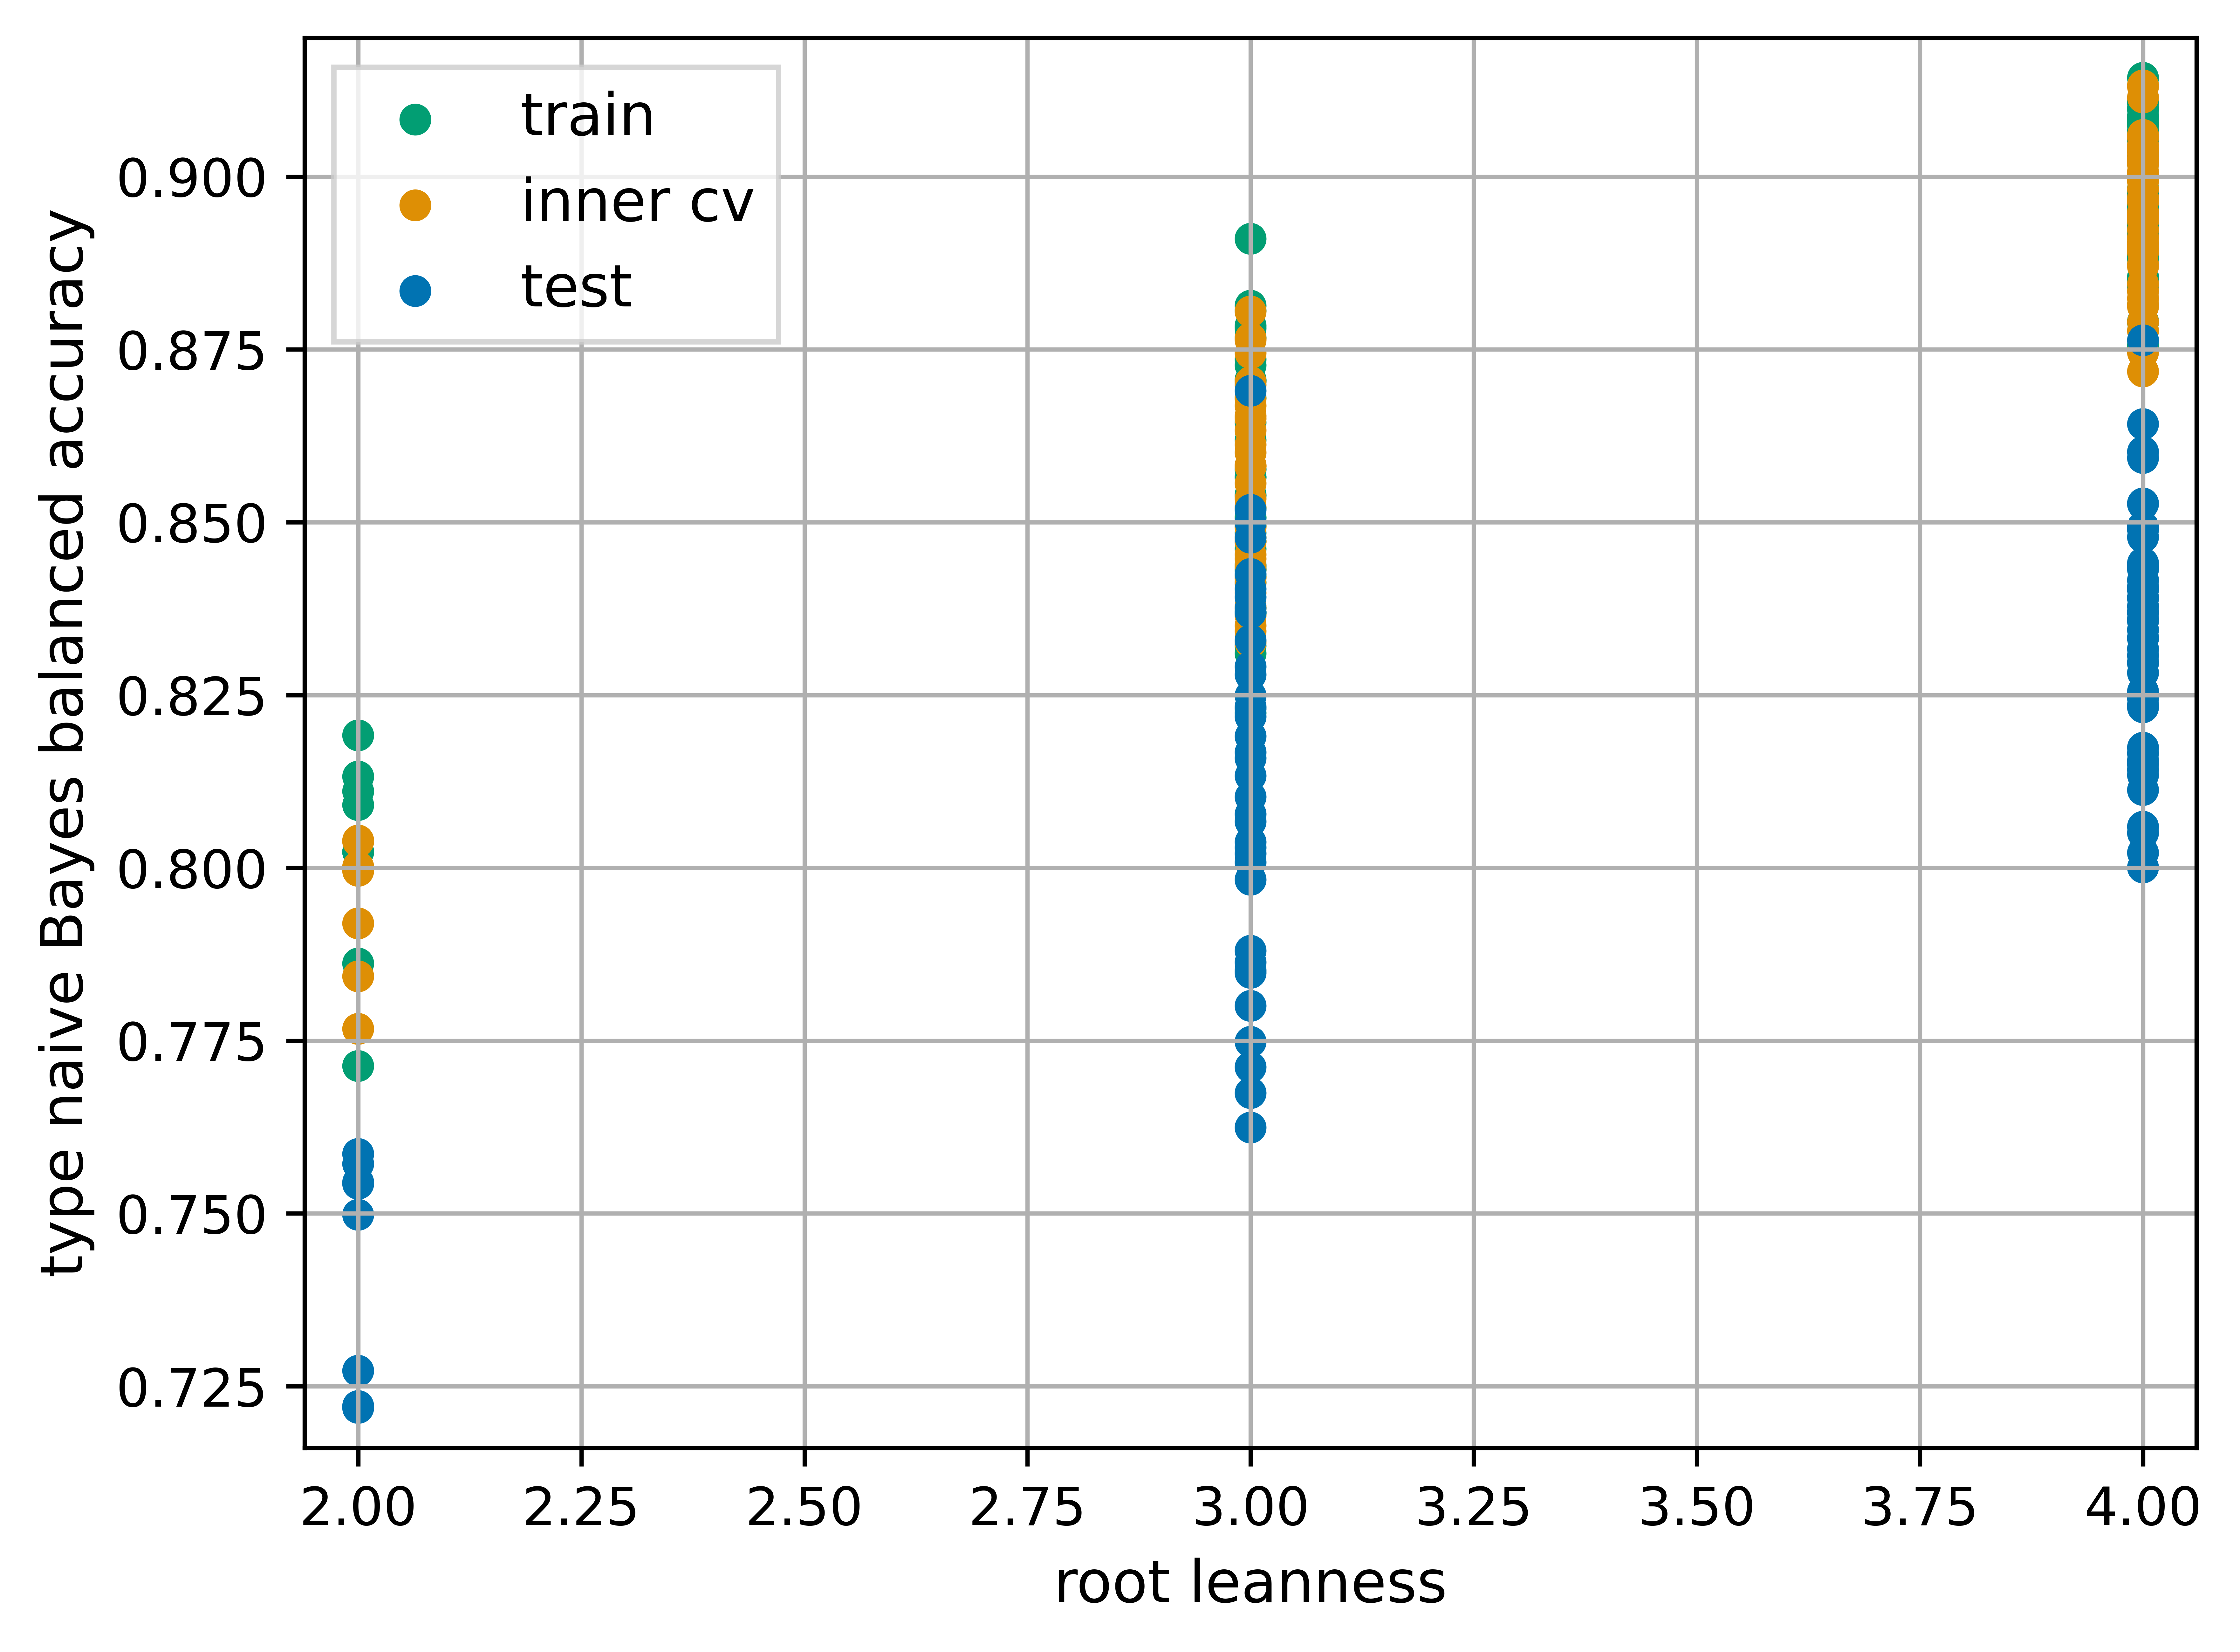 train
inner cv
test
type naive Bayes balanced accuracy
0.900
0.875
0.850
0.825
0.800
0.775
0.750
0.725
2.00 2.25 2.50 2.75 3.00 3.25 3.50 3.75 4.00
root leanness